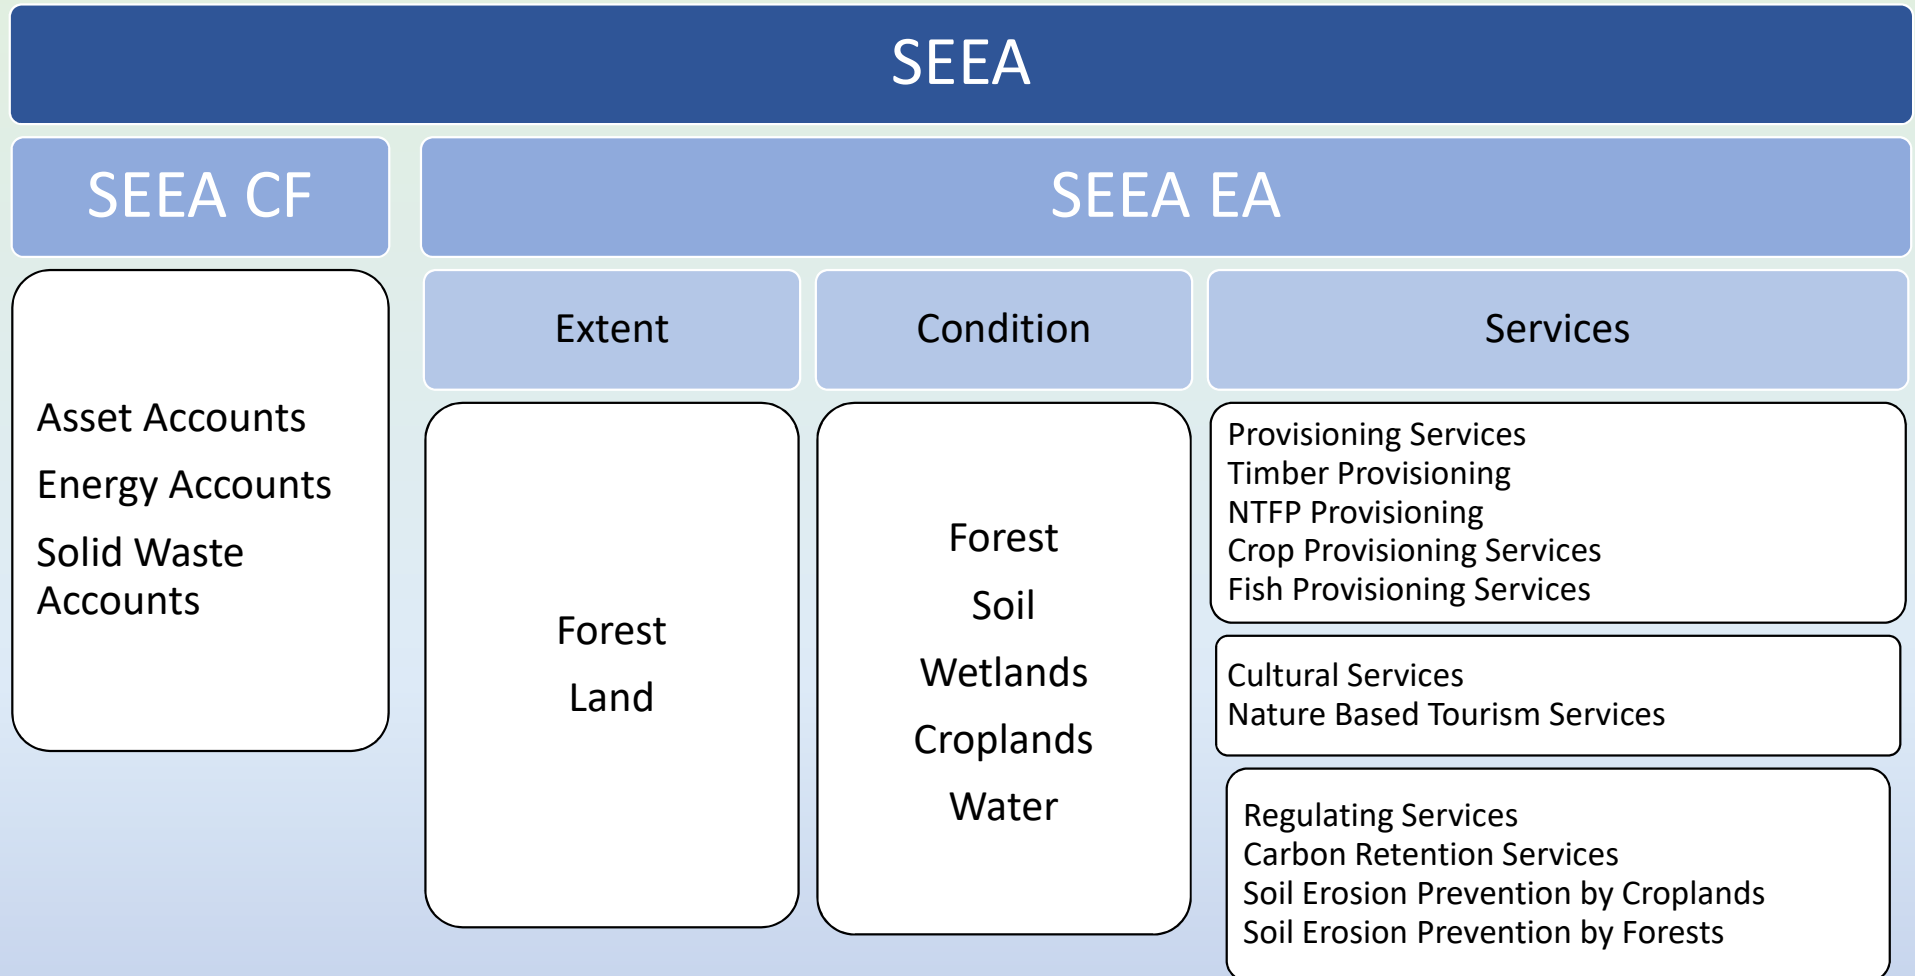 SEEA
SEEA CF
SEEA EA
Asset Accounts
Energy Accounts
Solid Waste
Accounts
Extent
Condition
Services
Forest
Land
Forest
Soil
Wetlands
Croplands
Water
Provisioning Services
Timber Provisioning
NTFP Provisioning
Crop Provisioning Services
Fish Provisioning Services
Cultural Services
Nature Based Tourism Services
Regulating Services
Carbon Retention Services
Soil Erosion Prevention by Croplands
Soil Erosion Prevention by Forests